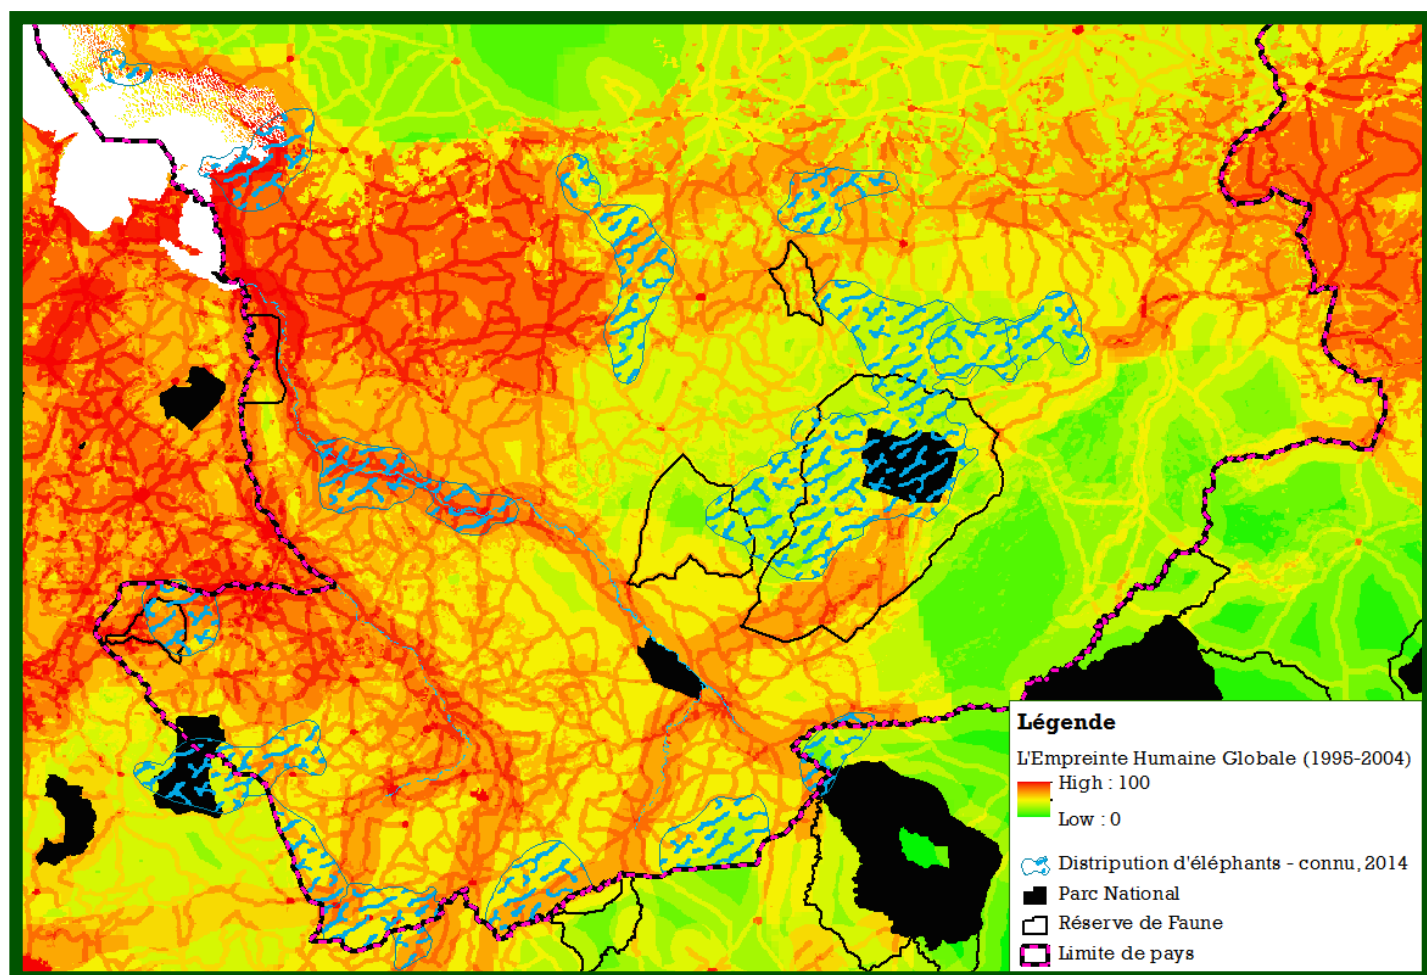 Légende
L'Empreinte Humaine Globale (1995-2004)
High : 100
Low : 0
Distripution d'éléphants - connu, 2014
Parc National
Réserve de Faune
Limite de pays